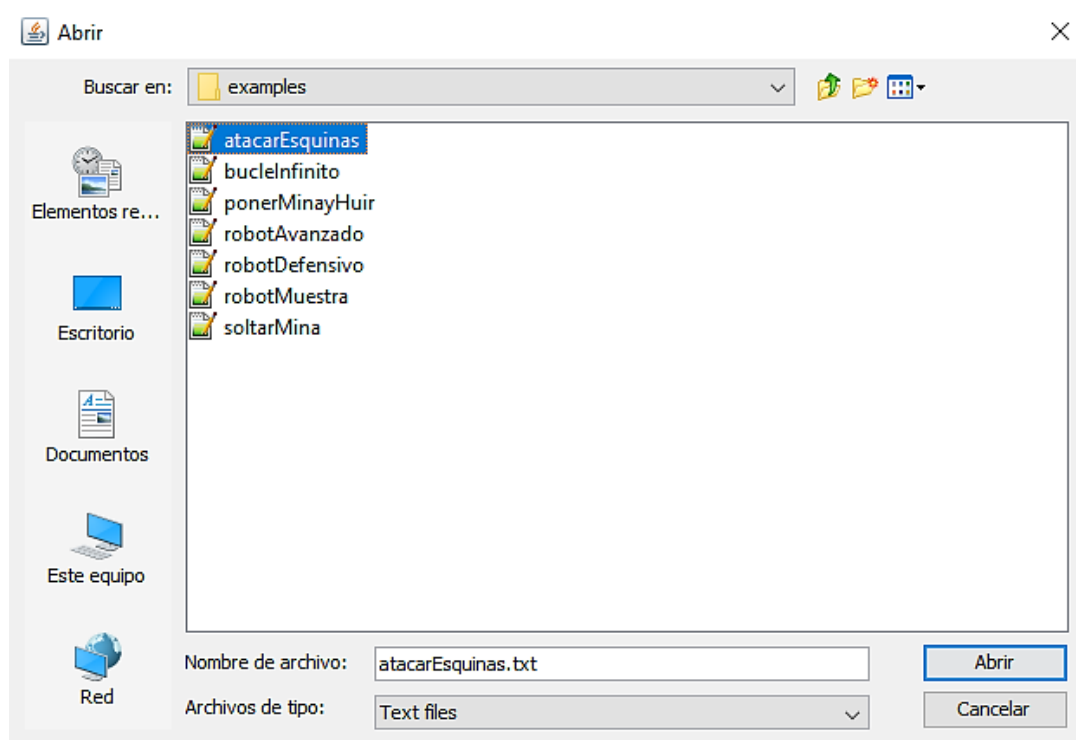 Abrir
Buscar en:
examples
atacarEsquinas
bucleInfinito
ponerMinayHuir
robotAvanzado
robotDefensivo
robotMuestra
soltarMina
Elementos re...
Escritorio
Documentos
Este equipo
Red
Nombre de archivo:
atacarEsquinas.txt
Abrir
Archivos de tipo:
Text files
Cancelar